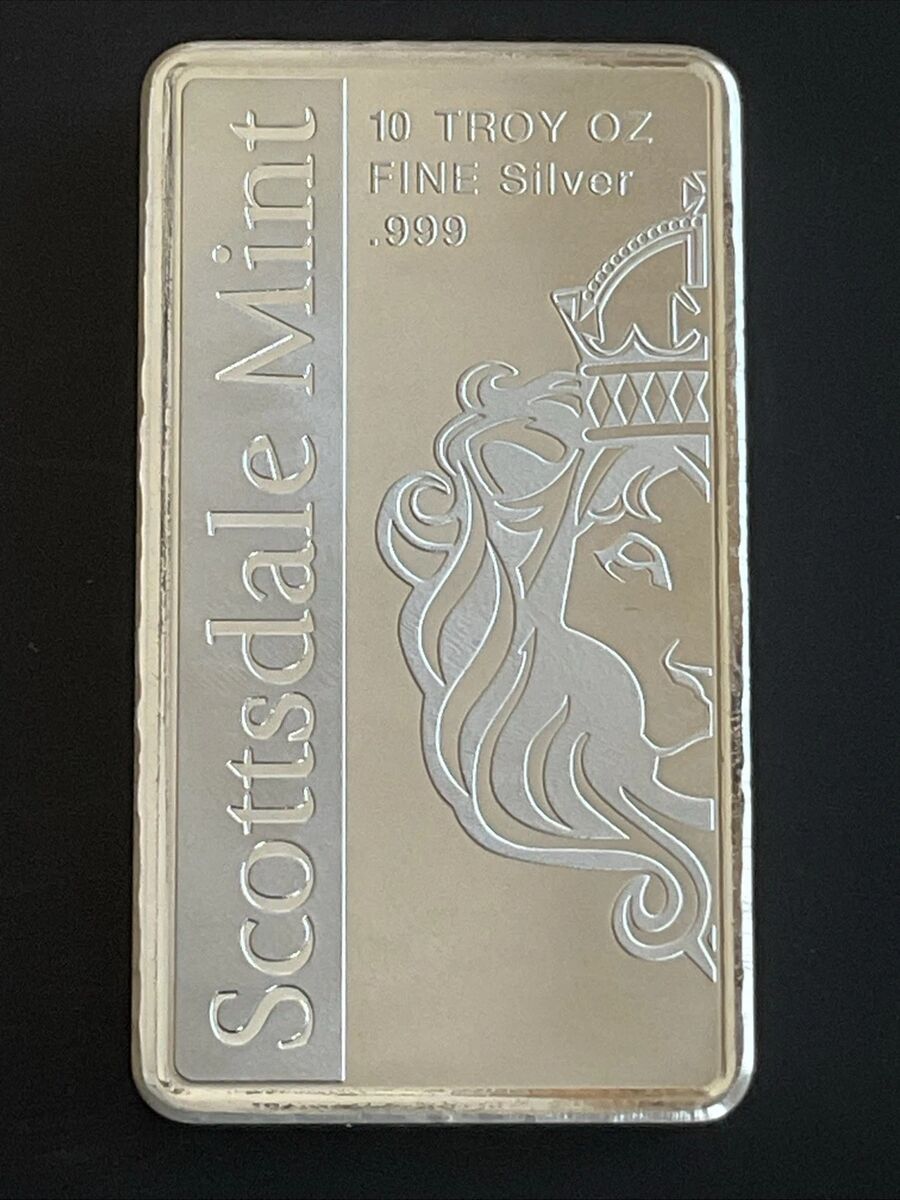 Scottsdale Mint
10 TROY OZ
FINE Silver
.999